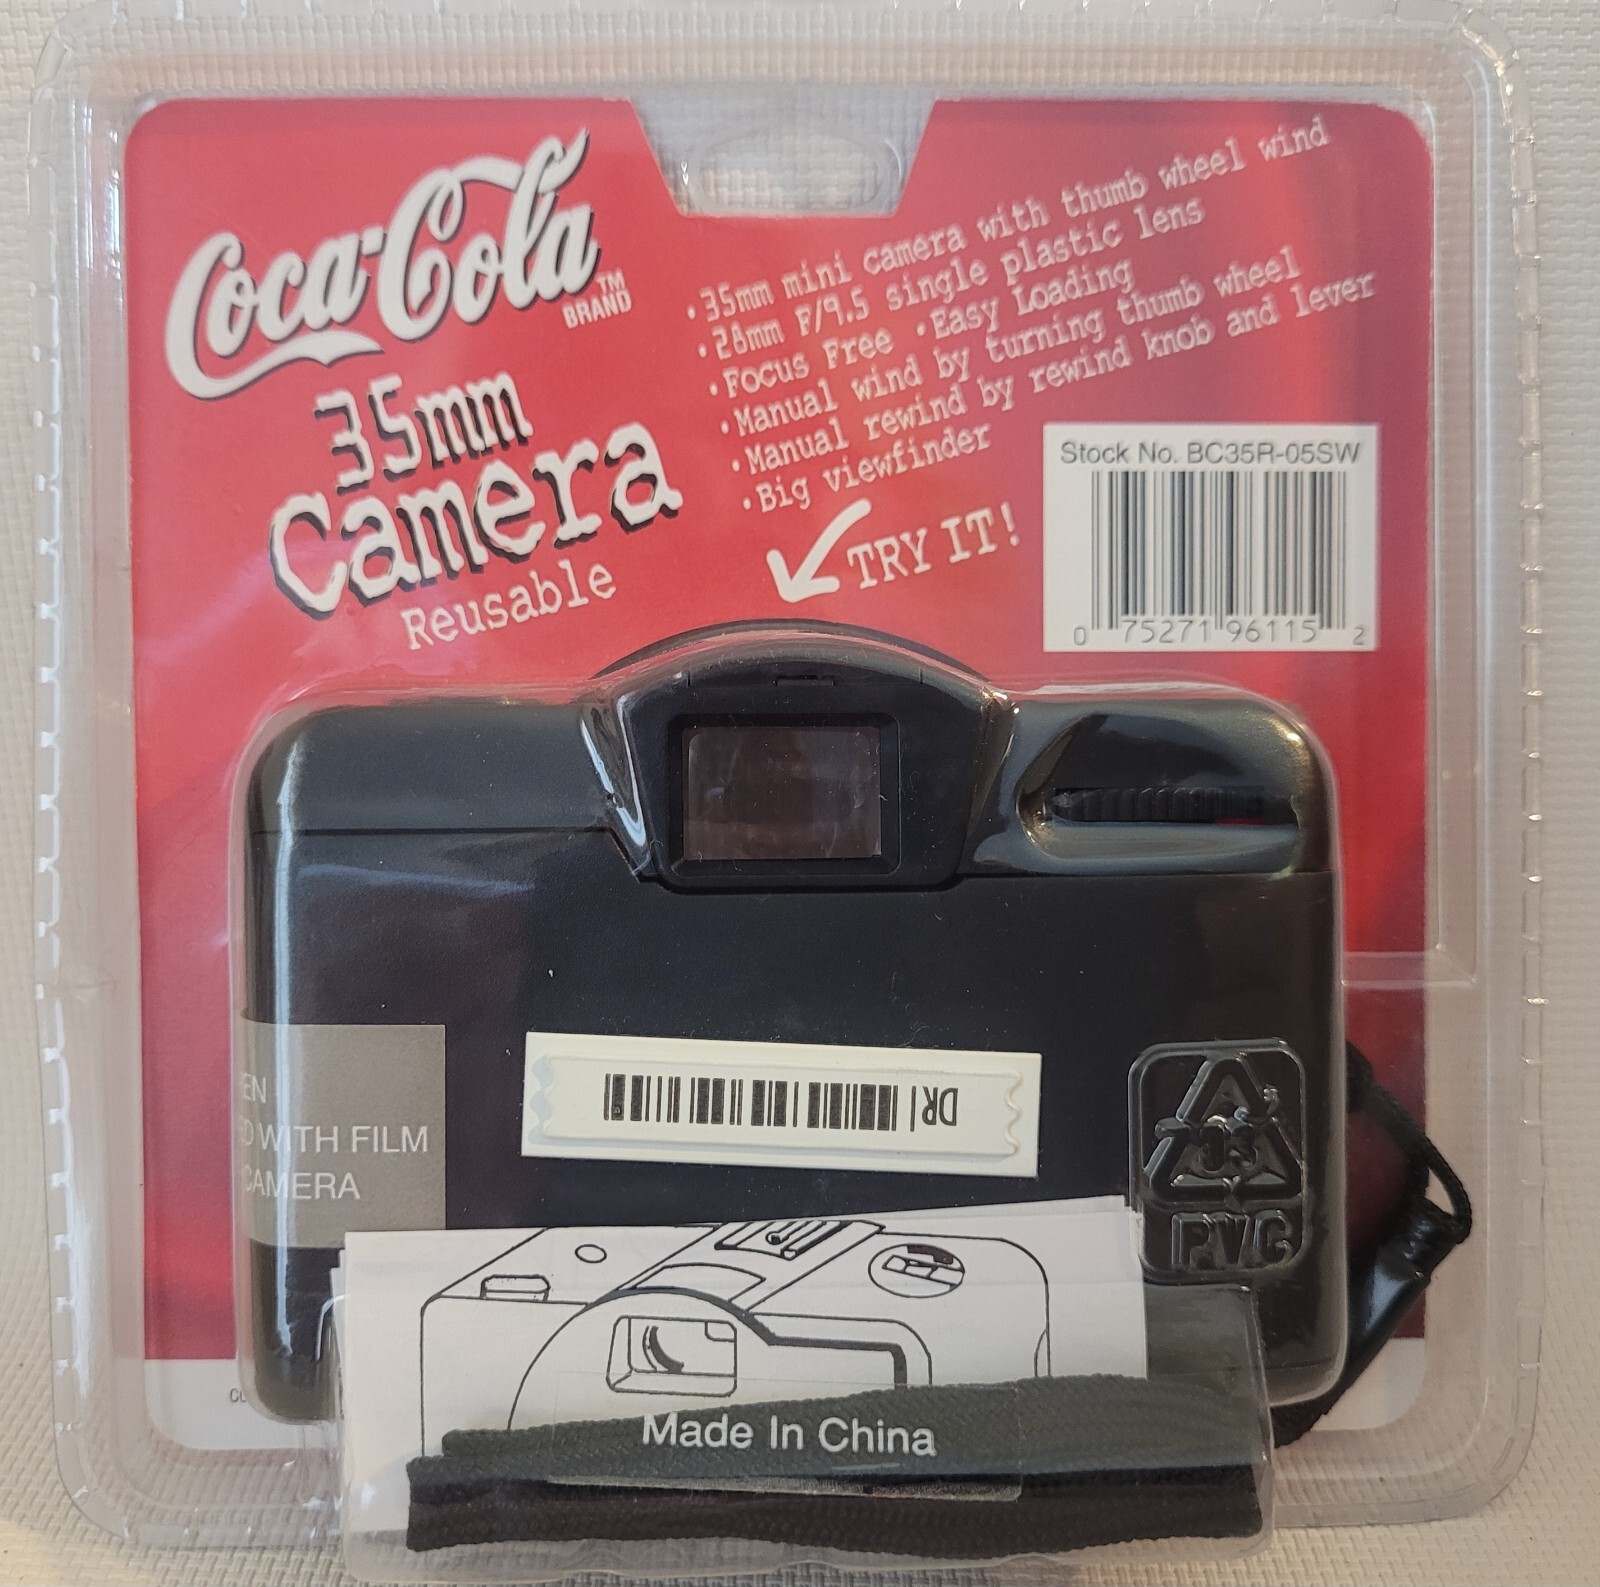 Coca-Cola™
BRAND
35mm
Camera
Reusable
• 35mm mini camera with thumb wheel wind
• 28mm F/9.5 single plastic lens
• Focus Free • Easy Loading
• Manual wind by turning thumb wheel
• Manual rewind by rewind knob and lever
• Big viewfinder
TRY IT!
Stock No. BC35R-05SW
0 75271 96115 2
EN
D WITH FILM
CAMERA
DR
03
PVC
Made In China